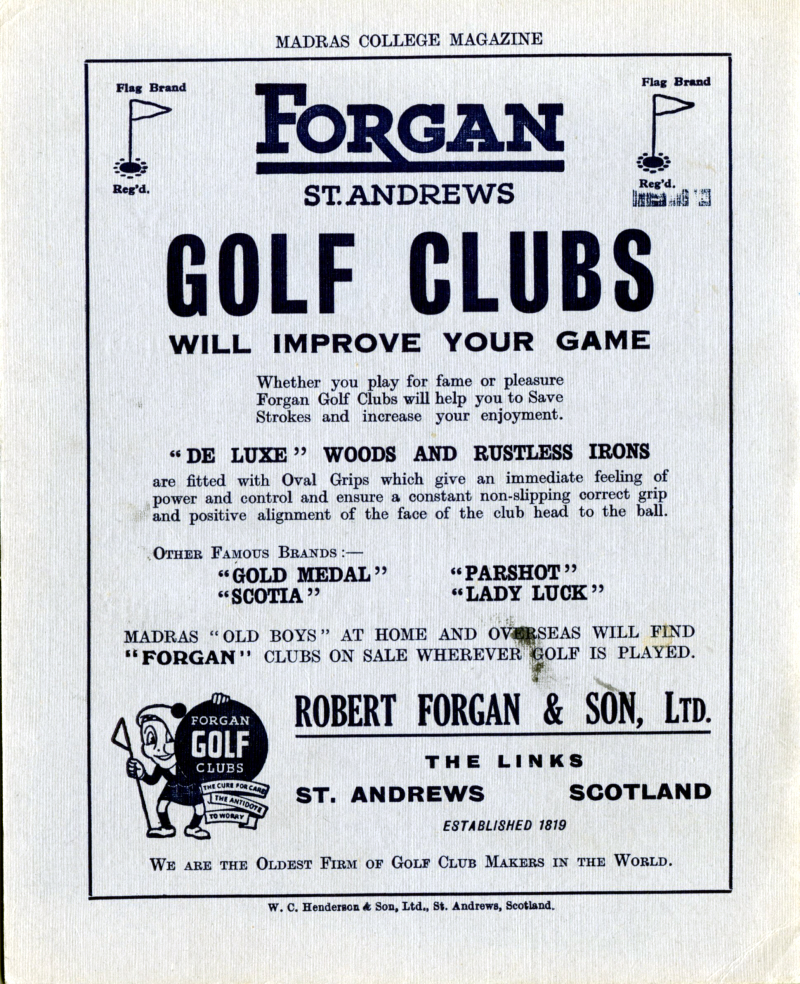 MADRAS COLLEGE MAGAZINE
Flag Brand
Reg'd.
FORGAN
ST. ANDREWS
Flag Brand
Reg'd.
GOLF CLUBS
WILL IMPROVE YOUR GAME
Whether you play for fame or pleasure
Forgan Golf Clubs will help you to Save
Strokes and increase your enjoyment.
“DE LUXE” WOODS AND RUSTLESS IRONS
are fitted with Oval Grips which give an immediate feeling of
power and control and ensure a constant non-slipping correct grip
and positive alignment of the face of the club head to the ball.
OTHER FAMOUS BRANDS :—
“GOLD MEDAL” “PARSHOT”
“SCOTIA” “LADY LUCK”
MADRAS “OLD BOYS” AT HOME AND OVERSEAS WILL FIND
“FORGAN” CLUBS ON SALE WHEREVER GOLF IS PLAYED.
FORGAN
GOLF
CLUBS
THE CURE FOR CARE
THE ANTIDOTE
TO WORRY
ROBERT FORGAN & SON, LTD.
THE LINKS
ST. ANDREWS SCOTLAND
ESTABLISHED 1819
WE ARE THE OLDEST FIRM OF GOLF CLUB MAKERS IN THE WORLD.
W. C. Henderson & Son, Ltd., St. Andrews, Scotland.